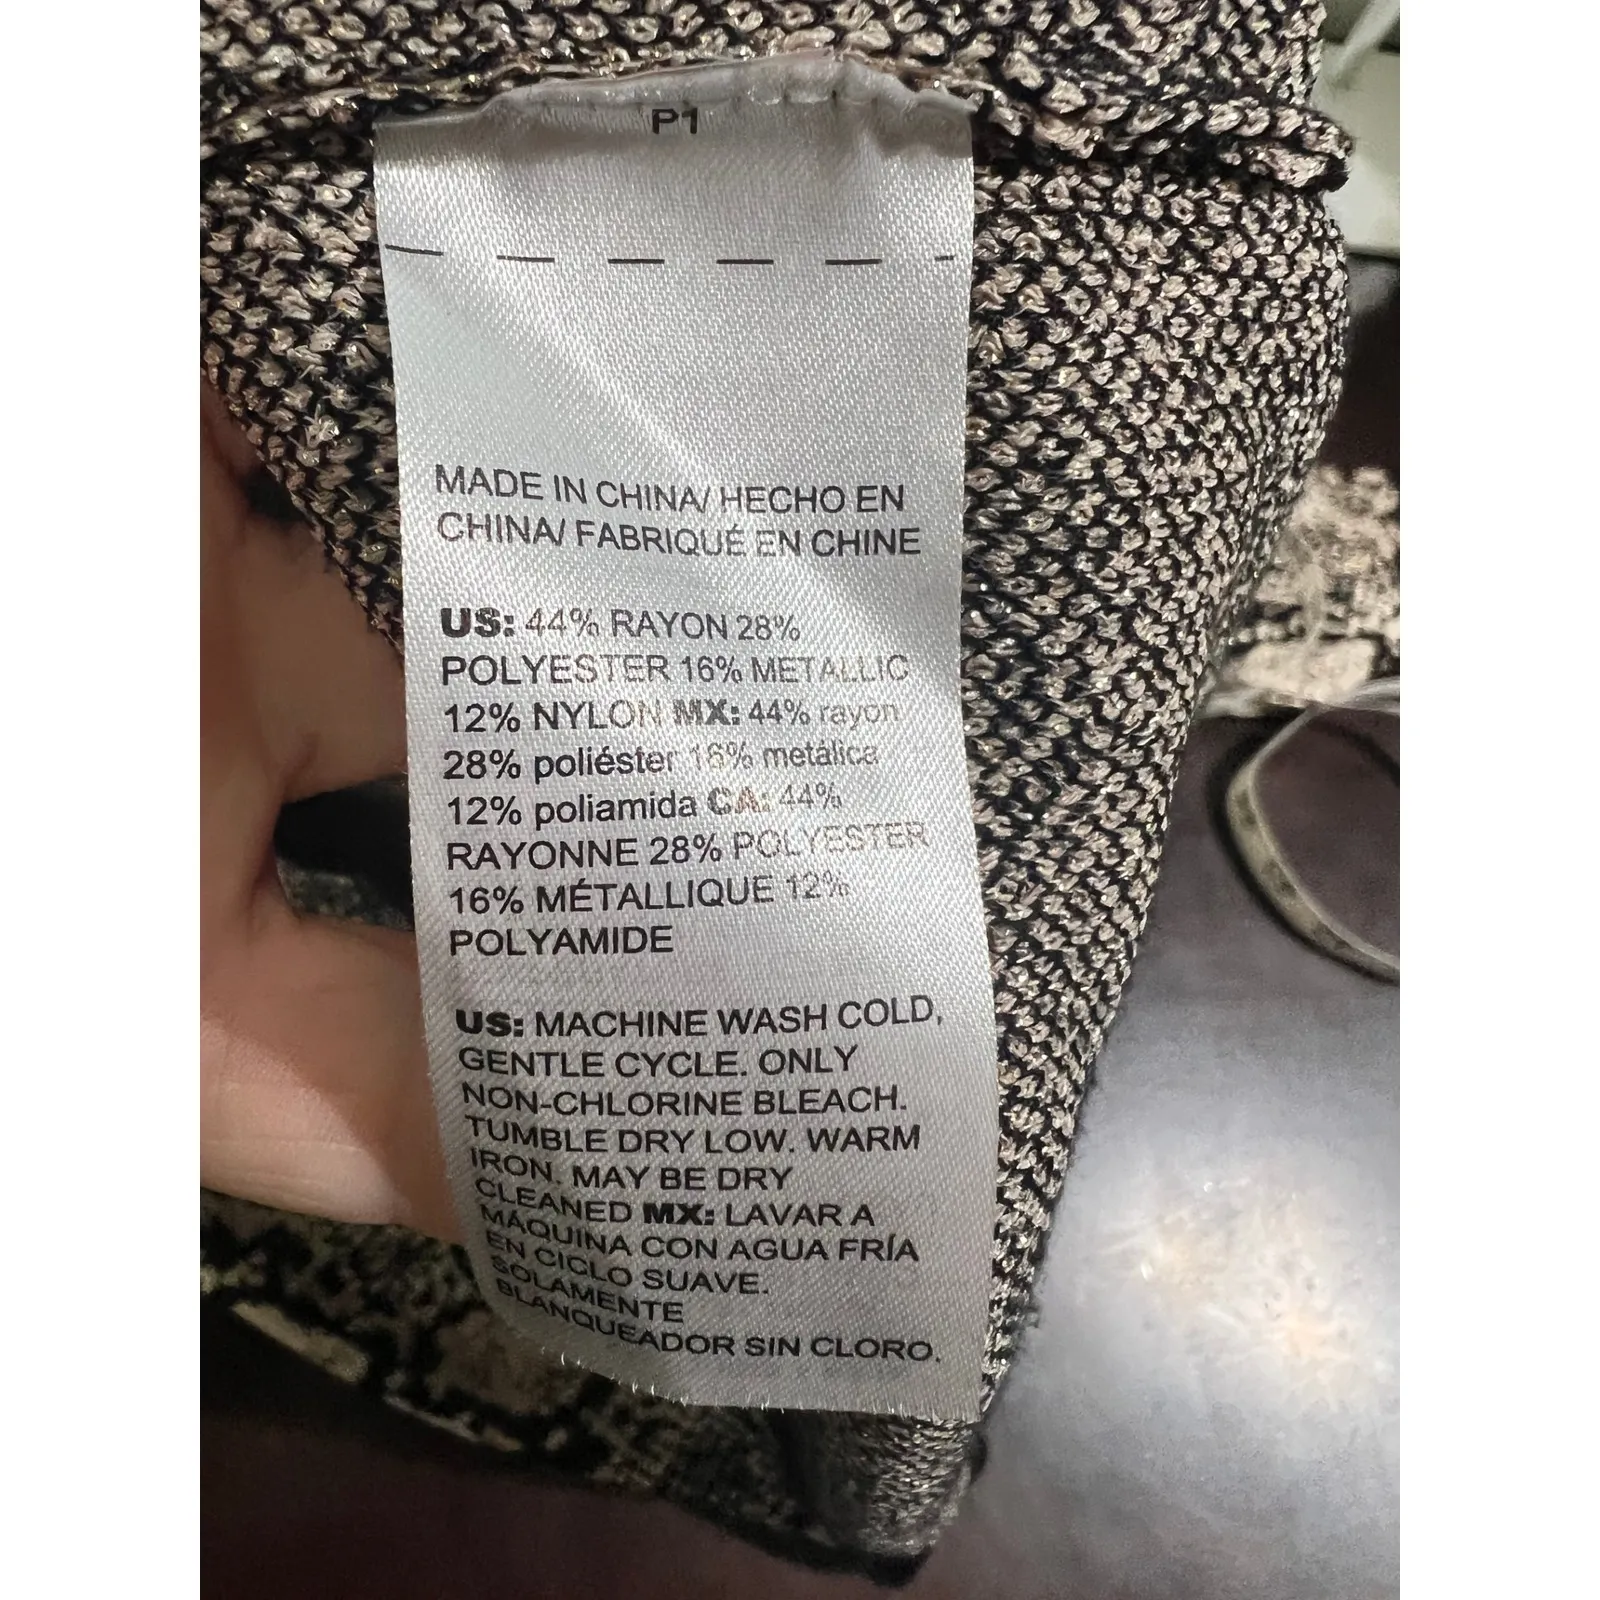 P1
MADE IN CHINA/ HECHO EN
CHINA/ FABRIQUÉ EN CHINE
US: 44% RAYON 28%
POLYESTER 16% METALLIC
12% NYLON MX: 44% rayon
28% poliéster 16% metálica
12% poliamida CA: 44%
RAYONNE 28% POLYESTER
16% MÉTALLIQUE 12%
POLYAMIDE
US: MACHINE WASH COLD,
GENTLE CYCLE. ONLY
NON-CHLORINE BLEACH.
TUMBLE DRY LOW. WARM
IRON. MAY BE DRY
CLEANED MX: LAVAR A
MÁQUINA CON AGUA FRÍA
EN CICLO SUAVE.
SOLAMENTE
BLANQUEADOR SIN CLORO.